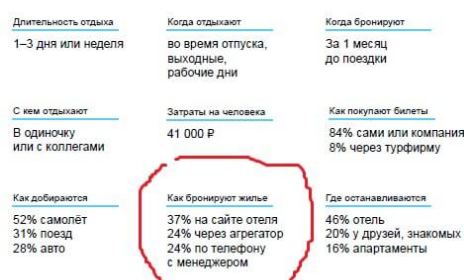 Длительность отдыха
1–3 дня или неделя
Когда отдыхают
во время отпуска,
выходные,
рабочие дни
Когда бронируют
За 1 месяц
до поездки
С кем отдыхают
В одиночку
или с коллегами
Затраты на человека
41 000 ₽
Как покупают билеты
84% сами или компания
8% через турфирму
Как добираются
52% самолёт
31% поезд
28% авто
Как бронируют жилье
37% на сайте отеля
24% через агрегатор
24% по телефону
с менеджером
Где останавливаются
46% отель
20% у друзей, знакомых
16% апартаменты